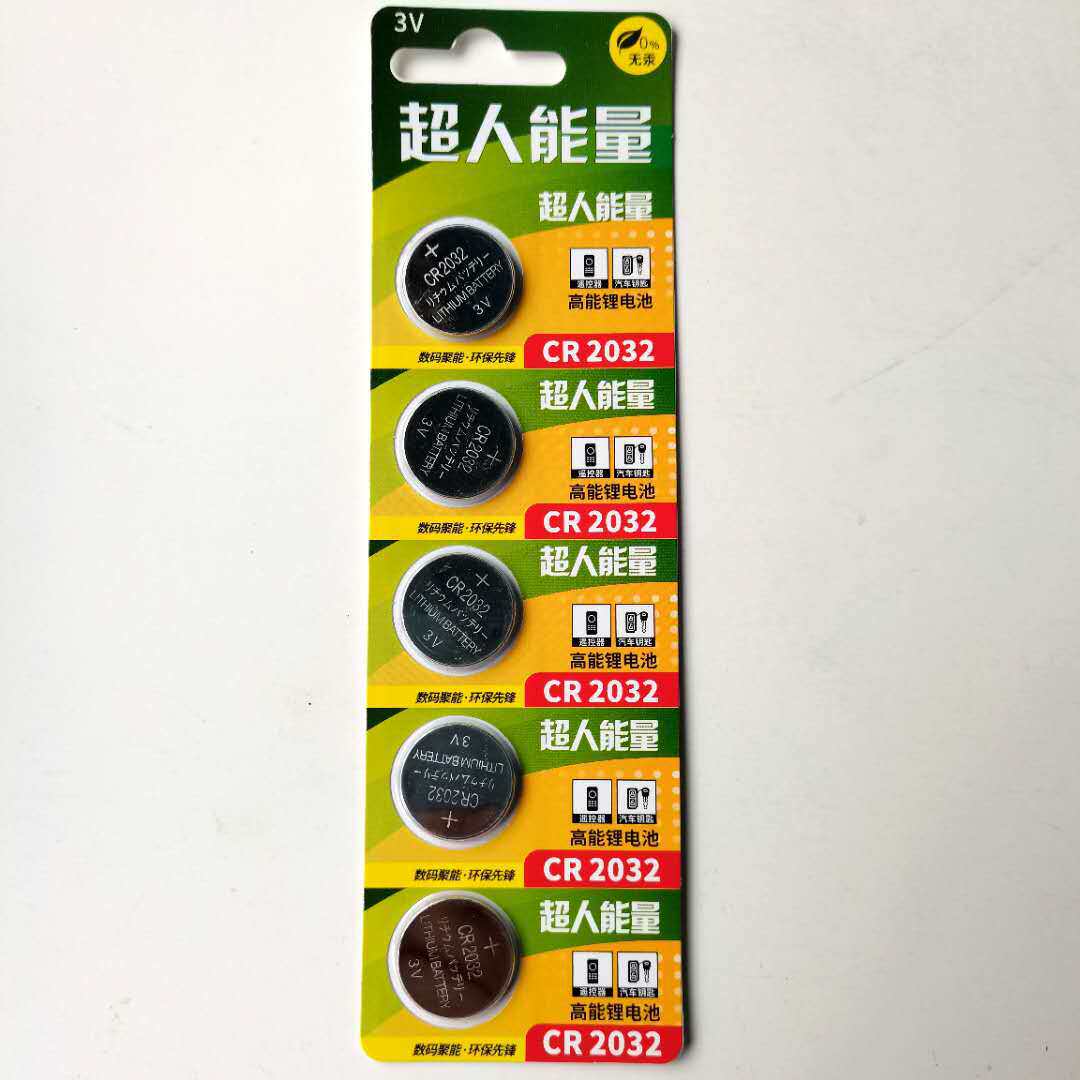 3V
0%
无汞
超人能量
超人能量
+
CR2032
リチウムバッテリー
LITHIUM BATTERY
3V
遥控器
汽车钥匙
高能锂电池
数码聚能·环保先锋
CR 2032
超人能量
+
CR2032
リチウムバッテリー
LITHIUM BATTERY
3V
遥控器
汽车钥匙
高能锂电池
数码聚能·环保先锋
CR 2032
超人能量
+
CR2032
リチウムバッテリー
LITHIUM BATTERY
3V
遥控器
汽车钥匙
高能锂电池
数码聚能·环保先锋
CR 2032
超人能量
+
CR2032
リチウムバッテリー
LITHIUM BATTERY
3V
遥控器
汽车钥匙
高能锂电池
数码聚能·环保先锋
CR 2032
超人能量
+
CR2032
リチウムバッテリー
LITHIUM BATTERY
3V
遥控器
汽车钥匙
高能锂电池
数码聚能·环保先锋
CR 2032